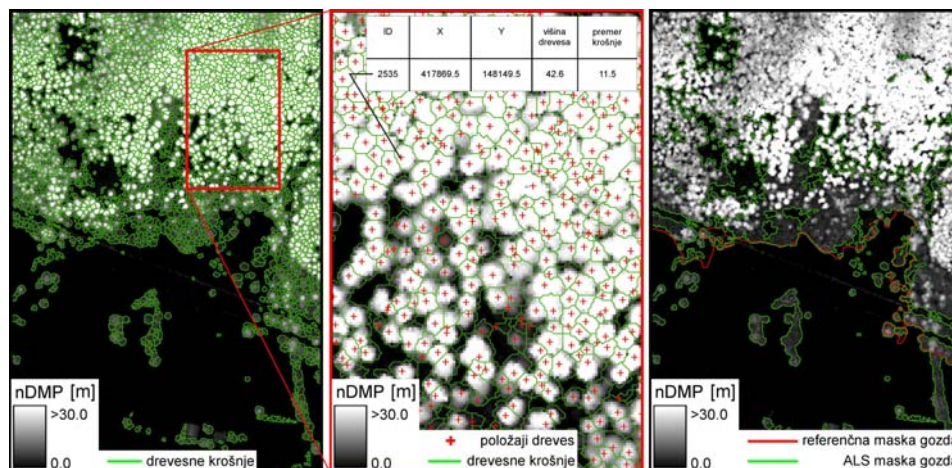 ID X Y višina drevesa premer krošnje
2535 417869.5 148149.5 42.6 11.5
nDMP [m]
>30.0
0.0
drevesne krošnje
nDMP [m]
>30.0
0.0
položaji dreves
drevesne krošnje
nDMP [m]
>30.0
0.0
referenčna maska gozda
ALS maska gozda